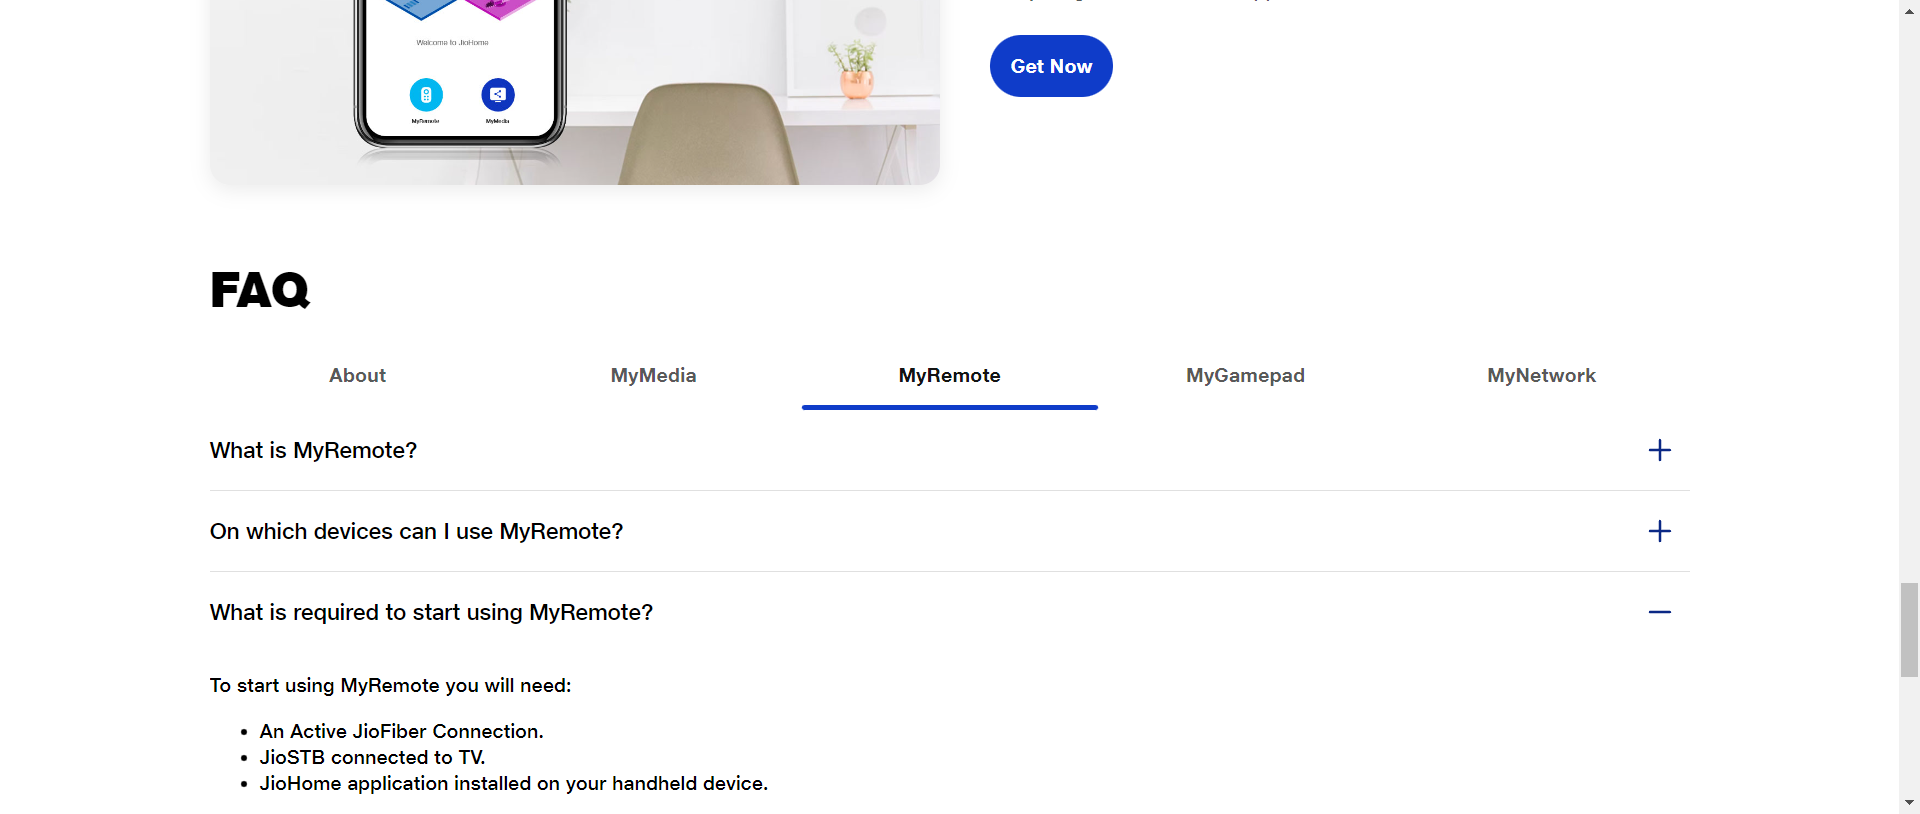 Welcome to JioHome
MyRemote MyMedia
Get Now
FAQ
About MyMedia MyRemote MyGamepad MyNetwork
What is MyRemote?
On which devices can I use MyRemote?
What is required to start using MyRemote?
To start using MyRemote you will need:
• An Active JioFiber Connection.
• JioSTB connected to TV.
• JioHome application installed on your handheld device.